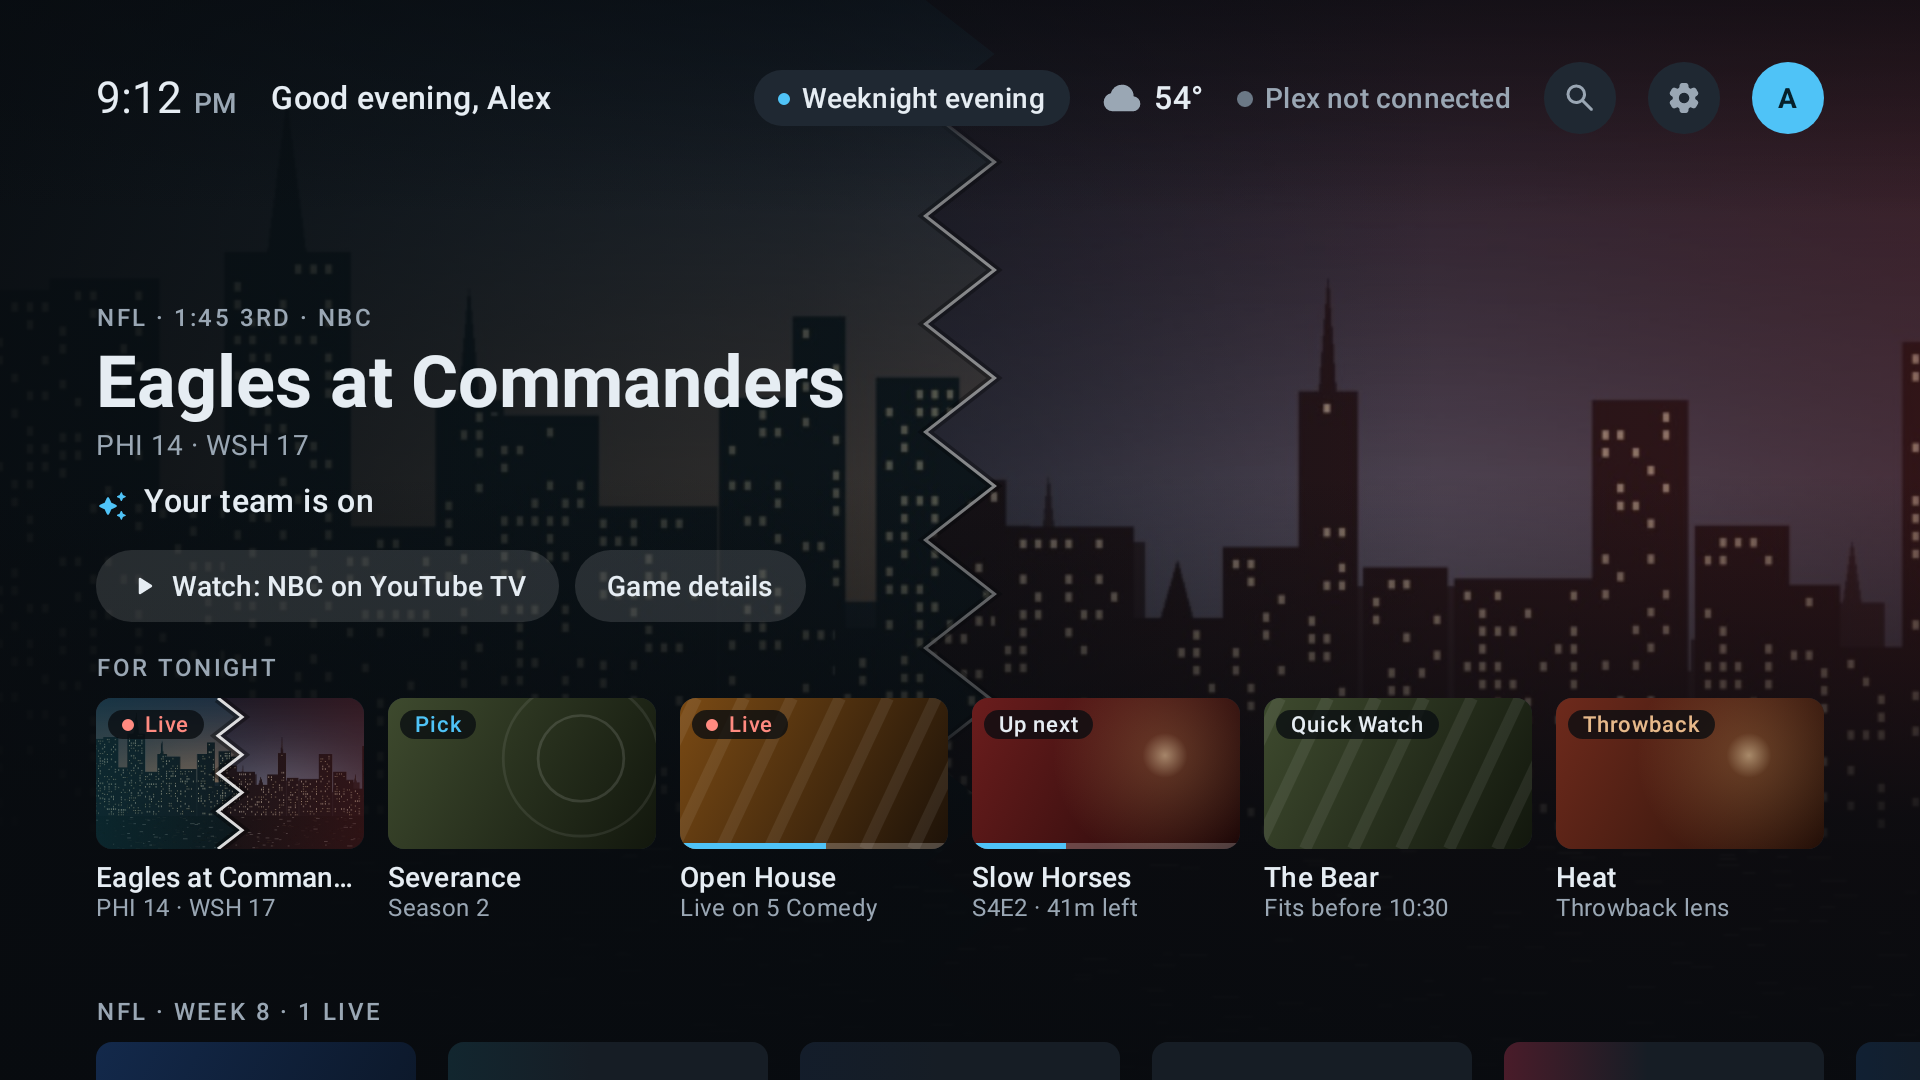 9:12 PM
Good evening, Alex
Weeknight evening
54°
Plex not connected
A
NFL · 1:45 3RD · NBC
Eagles at Commanders
PHI 14 · WSH 17
Your team is on
Watch: NBC on YouTube TV
Game details
FOR TONIGHT
Live
Pick
Live
Up next
Quick Watch
Throwback
Eagles at Comman...
Severance
Open House
Slow Horses
The Bear
Heat
PHI 14 · WSH 17
Season 2
Live on 5 Comedy
S4E2 · 41m left
Fits before 10:30
Throwback lens
NFL · WEEK 8 · 1 LIVE